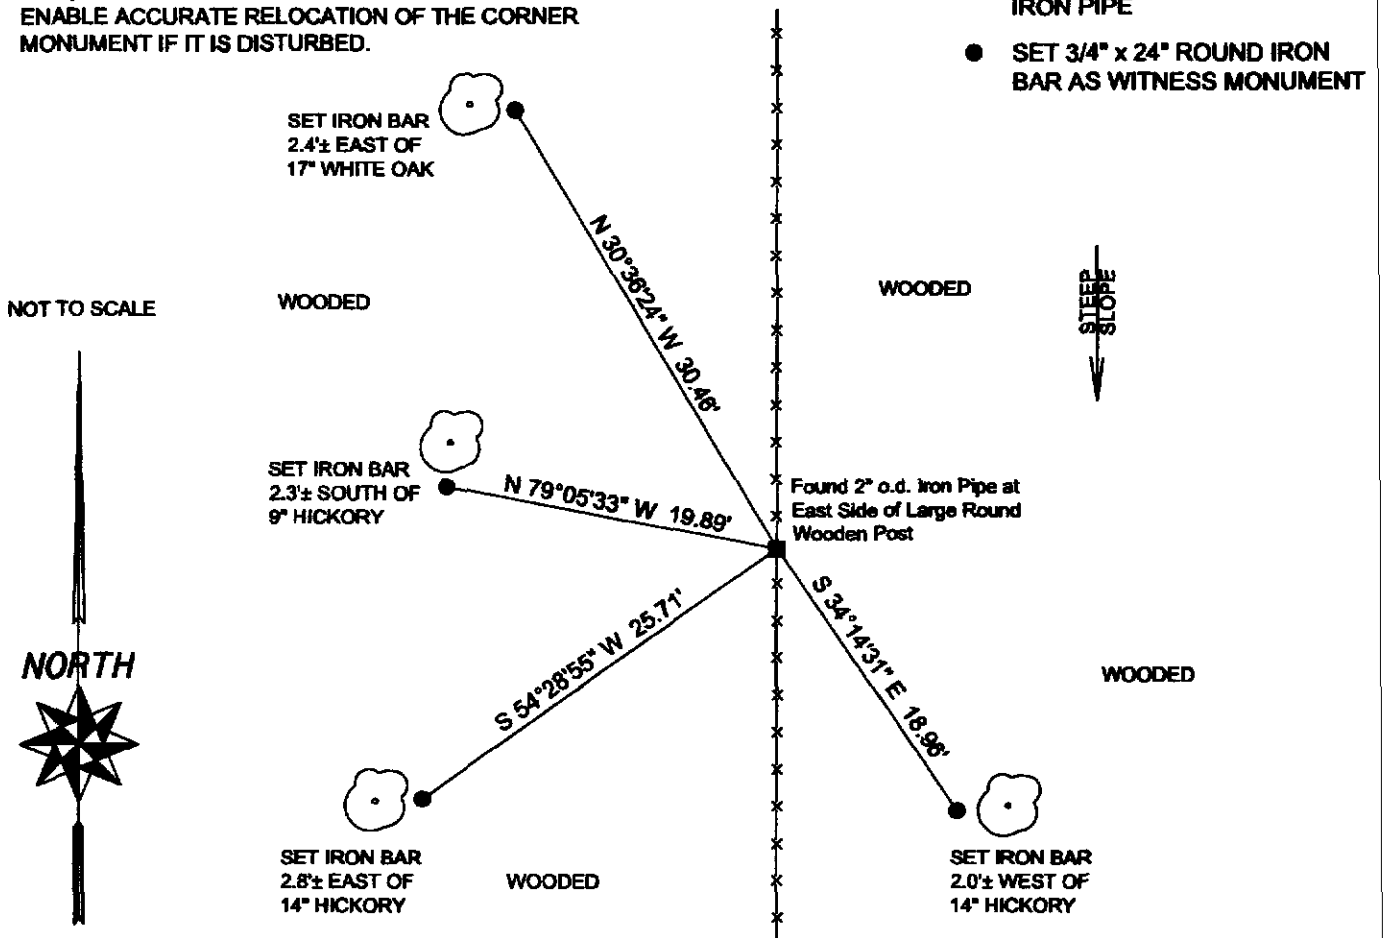 ENABLE ACCURATE RELOCATION OF THE CORNER
MONUMENT IF IT IS DISTURBED.
IRON PIPE
SET 3/4" x 24" ROUND IRON
BAR AS WITNESS MONUMENT
SET IRON BAR
2.4'± EAST OF
17" WHITE OAK
N 30°36'24" W 30.46'
NOT TO SCALE
WOODED
WOODED
STEEP
SLOPE
SET IRON BAR
2.3'± SOUTH OF
9" HICKORY
N 79°05'33" W 19.89'
Found 2" o.d. Iron Pipe at
East Side of Large Round
Wooden Post
S 54°28'55" W 25.71'
S 34°14'31" E 18.96'
NORTH
WOODED
SET IRON BAR
2.8'± EAST OF
14" HICKORY
WOODED
SET IRON BAR
2.0'± WEST OF
14" HICKORY